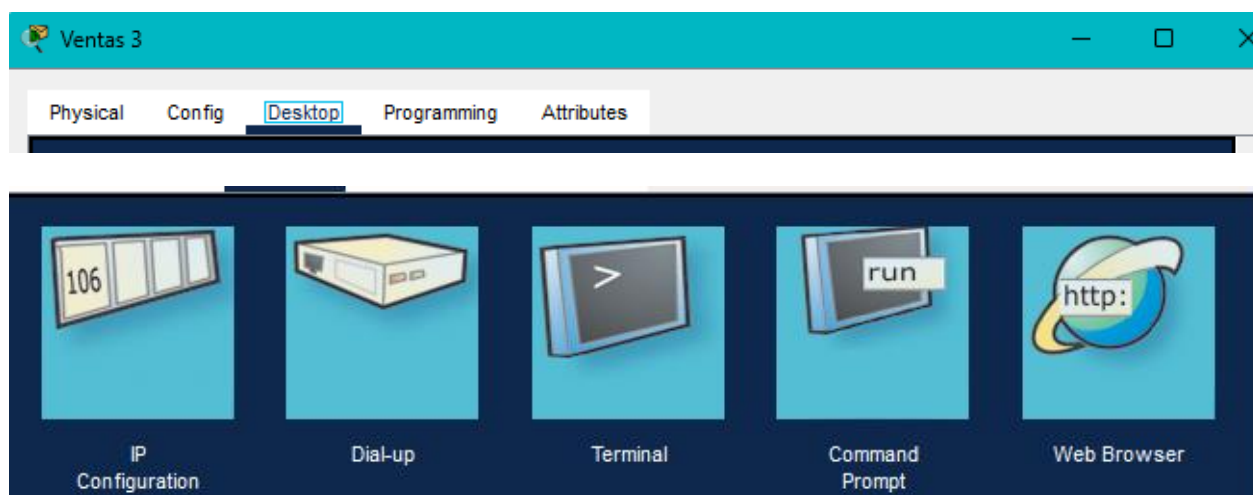 Ventas 3
Physical Config Desktop Programming Attributes
106
>
run
http:
IP
Configuration
Dial-up
Terminal
Command
Prompt
Web Browser